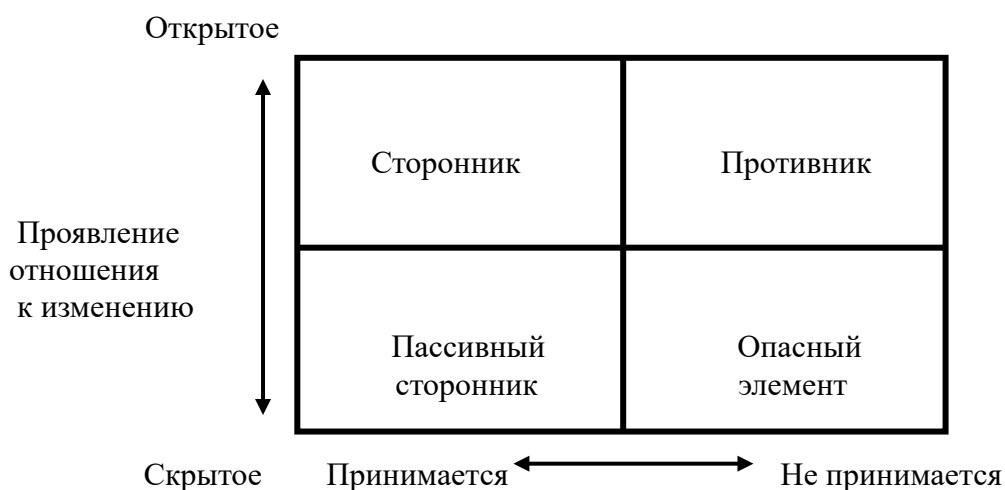 Открытое
Сторонник
Противник
Проявление
отношения
к изменению
Пассивный
сторонник
Опасный
элемент
Скрытое
Принимается
Не принимается